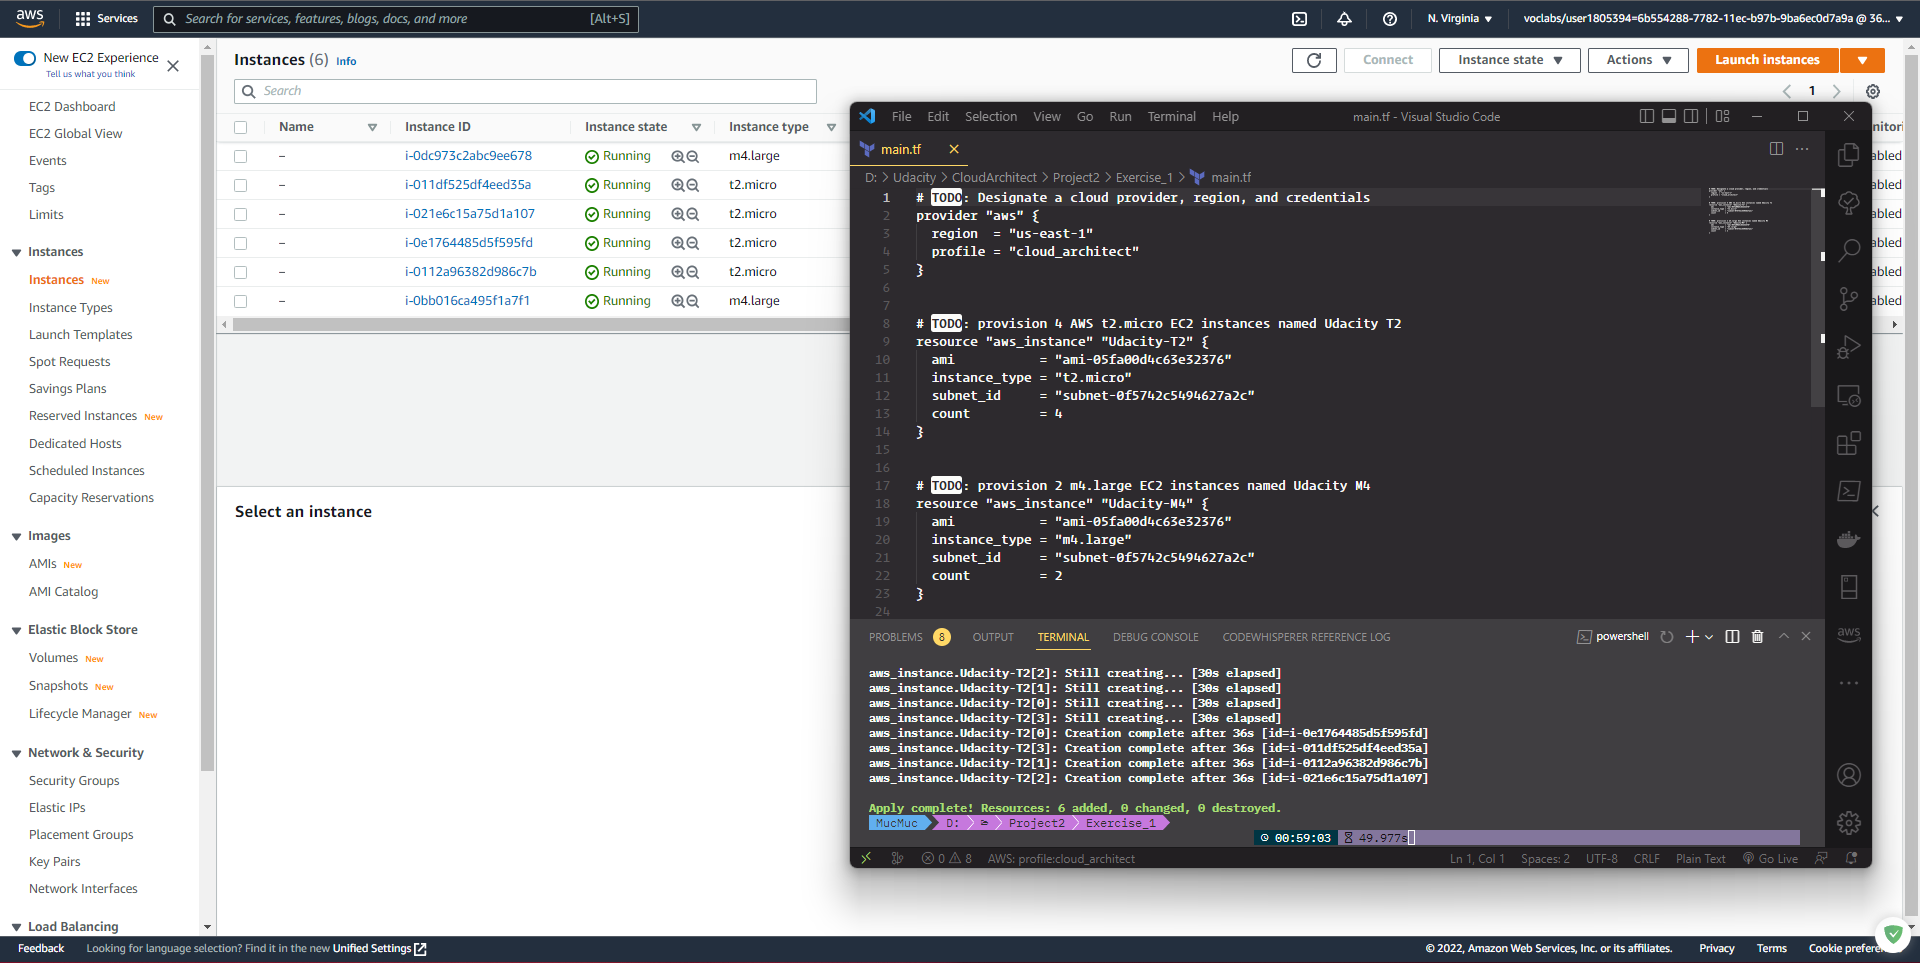 aws
Services
Search for services, features, blogs, docs, and more
[Alt+S]
N. Virginia
voclabs/user1805394=6b554288-7782-11ec-b97b-9ba6ec0d7a9a @ 36...
New EC2 Experience
Tell us what you think
EC2 Dashboard
EC2 Global View
Events
Tags
Limits
Instances
Instances New
Instance Types
Launch Templates
Spot Requests
Savings Plans
Reserved Instances New
Dedicated Hosts
Scheduled Instances
Capacity Reservations
Images
AMIs New
AMI Catalog
Elastic Block Store
Volumes New
Snapshots New
Lifecycle Manager New
Network & Security
Security Groups
Elastic IPs
Placement Groups
Key Pairs
Network Interfaces
Load Balancing
Instances (6) Info
Connect
Instance state
Actions
Launch instances
Search
1
Name Instance ID Instance state Instance type
– i-0dc973c2abc9ee678 Running m4.large
– i-011df525df4eed35a Running t2.micro
– i-021e6c15a75d1a107 Running t2.micro
– i-0e1764485d5f595fd Running t2.micro
– i-0112a96382d986c7b Running t2.micro
– i-0bb016ca495f1a7f1 Running m4.large
nitori
abled
abled
abled
abled
abled
abled
Select an instance
File Edit Selection View Go Run Terminal Help
main.tf - Visual Studio Code
main.tf
D: > Udacity > CloudArchitect > Project2 > Exercise_1 > main.tf
1 # TODO: Designate a cloud provider, region, and credentials
2 provider "aws" {
3 region = "us-east-1"
4 profile = "cloud_architect"
5 }
6
7
8 # TODO: provision 4 AWS t2.micro EC2 instances named Udacity T2
9 resource "aws_instance" "Udacity-T2" {
10 ami = "ami-05fa00d4c63e32376"
11 instance_type = "t2.micro"
12 subnet_id = "subnet-0f5742c5494627a2c"
13 count = 4
14 }
15
16
17 # TODO: provision 2 m4.large EC2 instances named Udacity M4
18 resource "aws_instance" "Udacity-M4" {
19 ami = "ami-05fa00d4c63e32376"
20 instance_type = "m4.large"
21 subnet_id = "subnet-0f5742c5494627a2c"
22 count = 2
23 }
24
PROBLEMS 8 OUTPUT TERMINAL DEBUG CONSOLE CODEWHISPERER REFERENCE LOG
powershell
aws
aws_instance.Udacity-T2[2]: Still creating... [30s elapsed]
aws_instance.Udacity-T2[1]: Still creating... [30s elapsed]
aws_instance.Udacity-T2[0]: Still creating... [30s elapsed]
aws_instance.Udacity-T2[3]: Still creating... [30s elapsed]
aws_instance.Udacity-T2[0]: Creation complete after 36s [id=i-0e1764485d5f595fd]
aws_instance.Udacity-T2[3]: Creation complete after 36s [id=i-011df525df4eed35a]
aws_instance.Udacity-T2[1]: Creation complete after 36s [id=i-0112a96382d986c7b]
aws_instance.Udacity-T2[2]: Creation complete after 36s [id=i-021e6c15a75d1a107]
Apply complete! Resources: 6 added, 0 changed, 0 destroyed.
MucMuc D: Project2 Exercise_1
00:59:03 49.977s
0 8 AWS: profile:cloud_architect
Ln 1, Col 1 Spaces: 2 UTF-8 CRLF Plain Text Go Live
Feedback
Looking for language selection? Find it in the new Unified Settings
© 2022, Amazon Web Services, Inc. or its affiliates.
Privacy Terms Cookie prefere